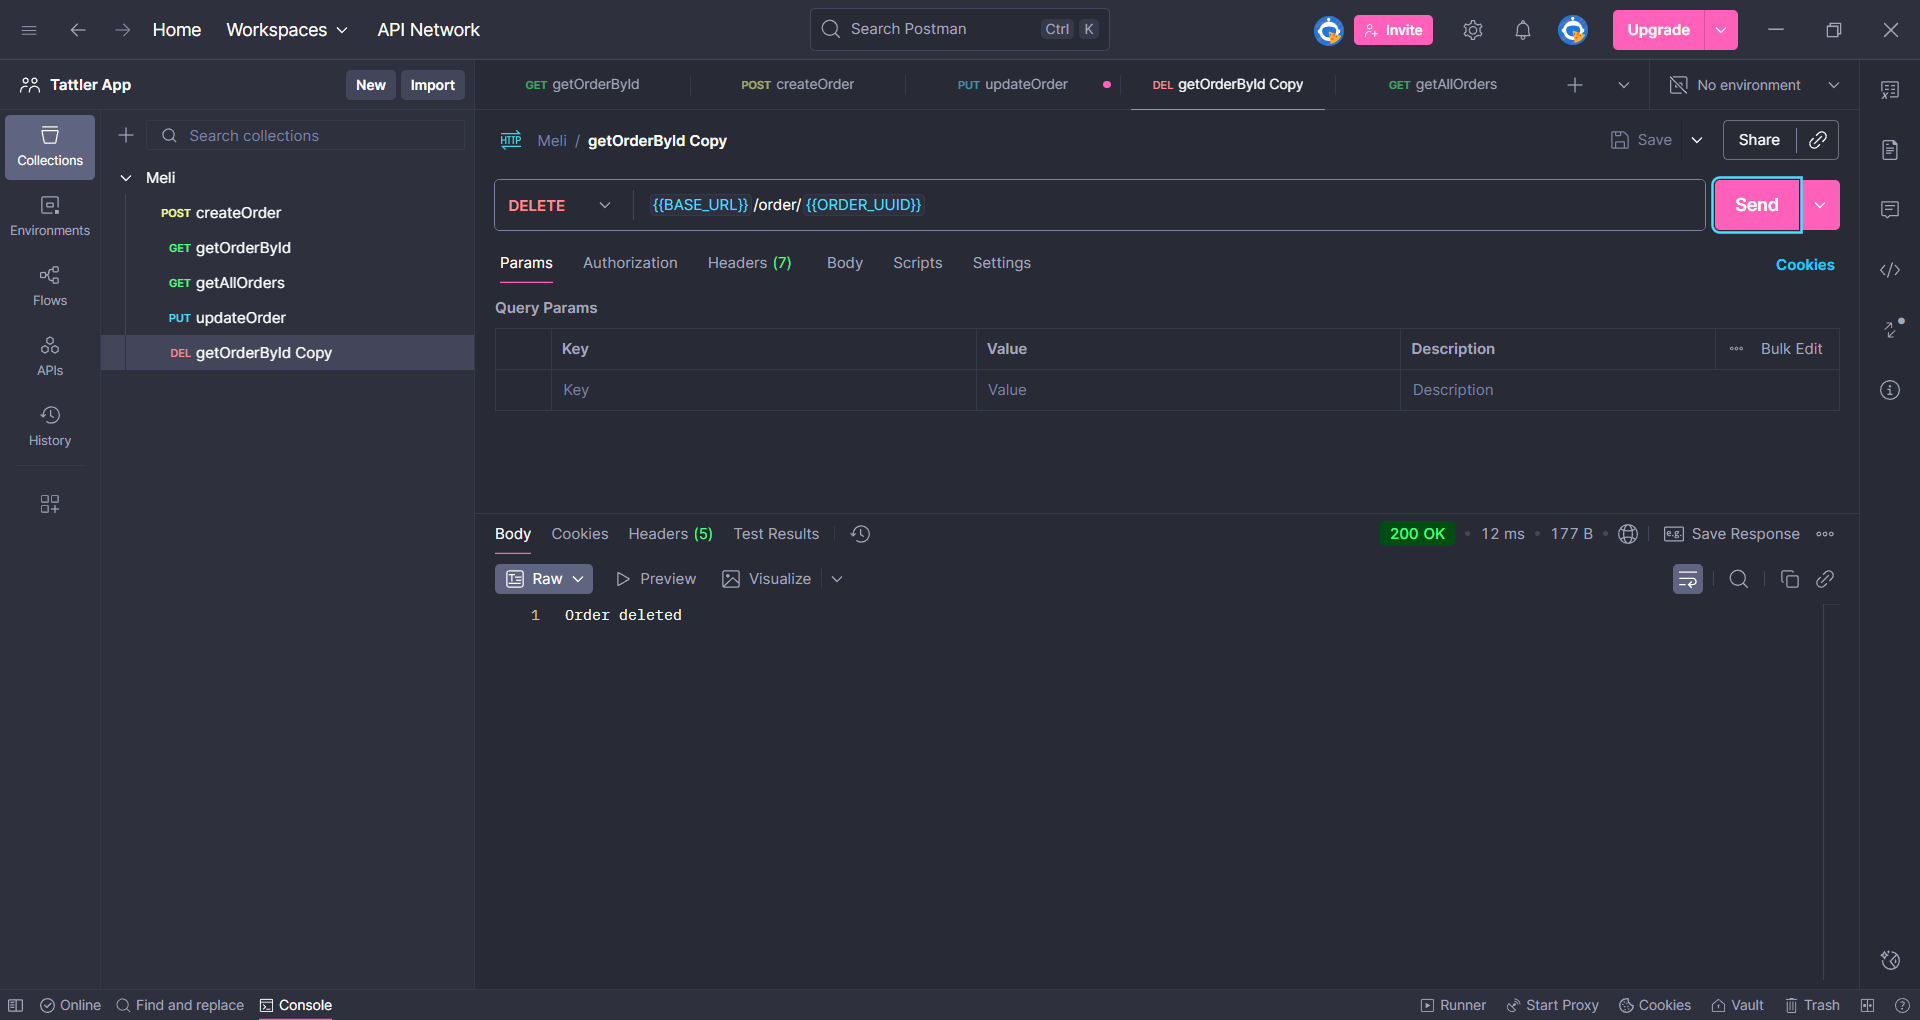 Home Workspaces API Network Search Postman Ctrl K Invite Upgrade
Tattler App New Import GET getOrderById POST createOrder PUT updateOrder DEL getOrderById Copy GET getAllOrders No environment
Collections
Environments
Flows
APIs
History
Search collections
Meli
POST createOrder
GET getOrderById
GET getAllOrders
PUT updateOrder
DEL getOrderById Copy
HTTP Meli / getOrderById Copy Save Share
DELETE {{BASE_URL}} /order/ {{ORDER_UUID}} Send
Params Authorization Headers (7) Body Scripts Settings Cookies
Query Params
Key Value Description Bulk Edit
Key Value Description
Body Cookies Headers (5) Test Results 200 OK • 12 ms • 177 B • e.g. Save Response
Raw Preview Visualize
1 Order deleted
Online Find and replace Console Runner Start Proxy Cookies Vault Trash